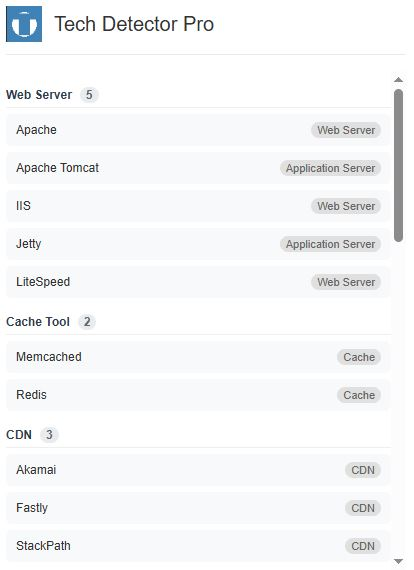 Tech Detector Pro
Web Server 5
Apache Web Server
Apache Tomcat Application Server
IIS Web Server
Jetty Application Server
LiteSpeed Web Server
Cache Tool 2
Memcached Cache
Redis Cache
CDN 3
Akamai CDN
Fastly CDN
StackPath CDN